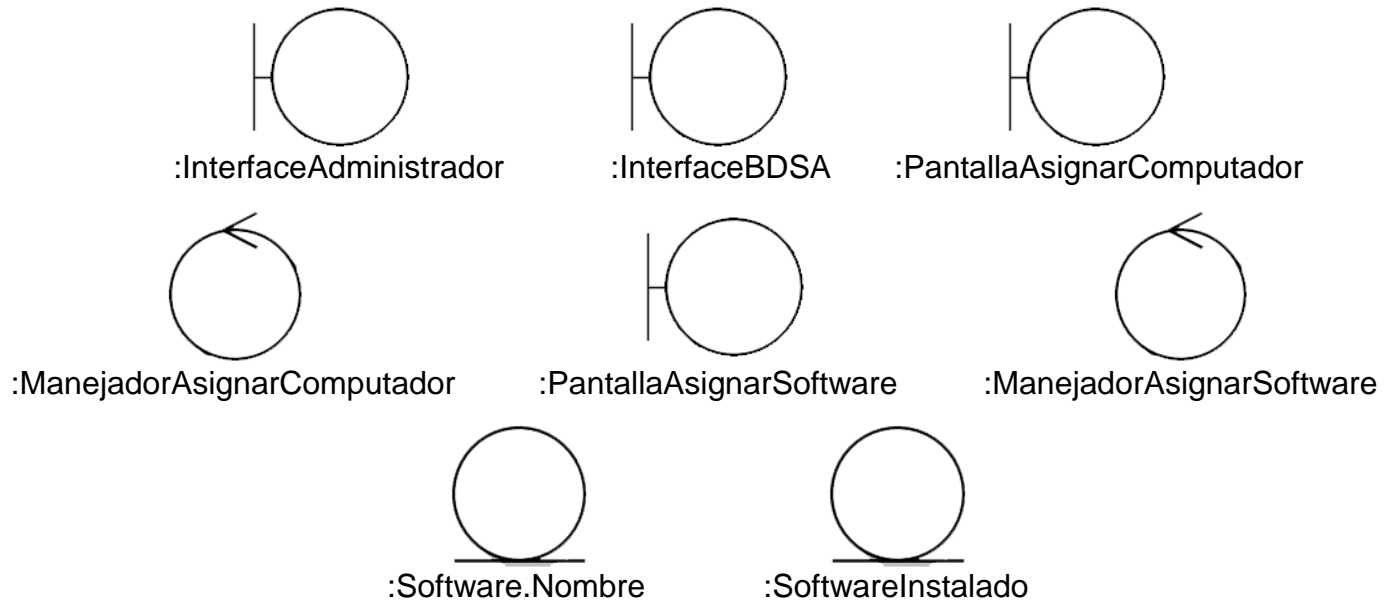 :InterfaceAdministrador :InterfaceBDSA :PantallaAsignarComputador
:ManejadorAsignarComputador :PantallaAsignarSoftware :ManejadorAsignarSoftware
:Software.Nombre :SoftwareInstalado